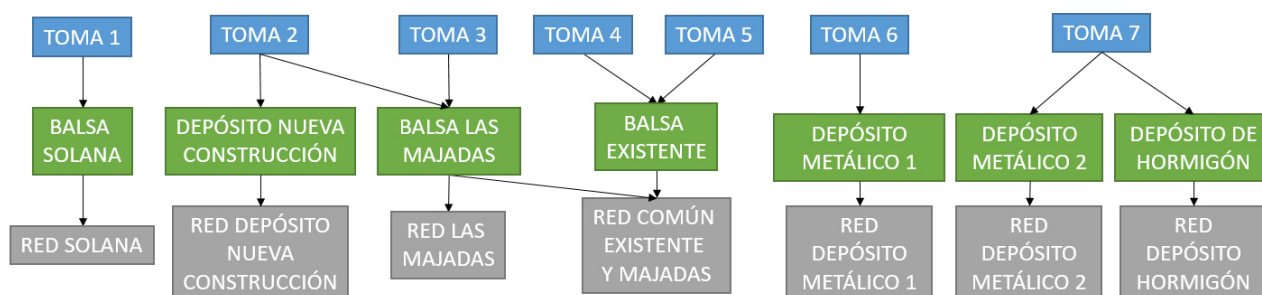 TOMA 1
TOMA 2
TOMA 3
TOMA 4
TOMA 5
TOMA 6
TOMA 7
BALSA
SOLANA
DEPÓSITO NUEVA
CONSTRUCCIÓN
BALSA LAS
MAJADAS
BALSA
EXISTENTE
DEPÓSITO
METÁLICO 1
DEPÓSITO
METÁLICO 2
DEPÓSITO DE
HORMIGÓN
RED SOLANA
RED DEPÓSITO
NUEVA
CONSTRUCCIÓN
RED LAS
MAJADAS
RED COMÚN
EXISTENTE
Y MAJADAS
RED
DEPÓSITO
METÁLICO 1
RED
DEPÓSITO
METÁLICO 2
RED
DEPÓSITO
HORMIGÓN